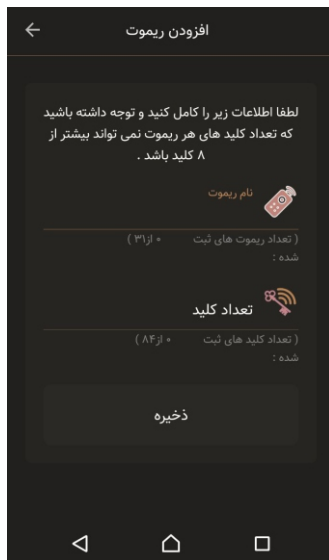 افزودن ریموت
لطفا اطلاعات زیر را کامل کنید و توجه داشته باشید
که تعداد کلید های هر ریموت نمی تواند بیشتر از
۸ کلید باشد .
نام ریموت
( تعداد ریموت های ثبت ۰ از۳۱ )
شده :
تعداد کلید
( تعداد کلید های ثبت ۰ از۸۴ )
شده :
ذخیره